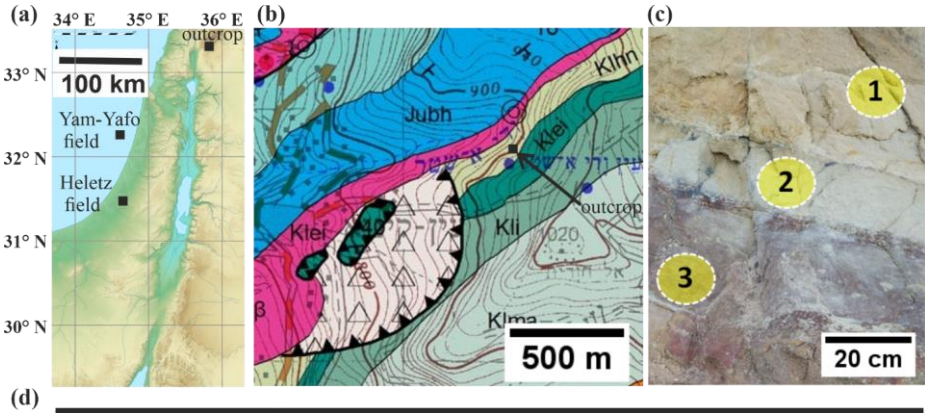 (a)
34° E 35° E 36° E
outcrop
100 km
33° N
Yam-Yafo
field
32° N
Heletz
field
31° N
30° N
(b)
Jubh
900
Klhn
Klei
outcrop
Klei
Kli
1020
800
β
Klma
500 m
(c)
1
2
3
20 cm
(d)